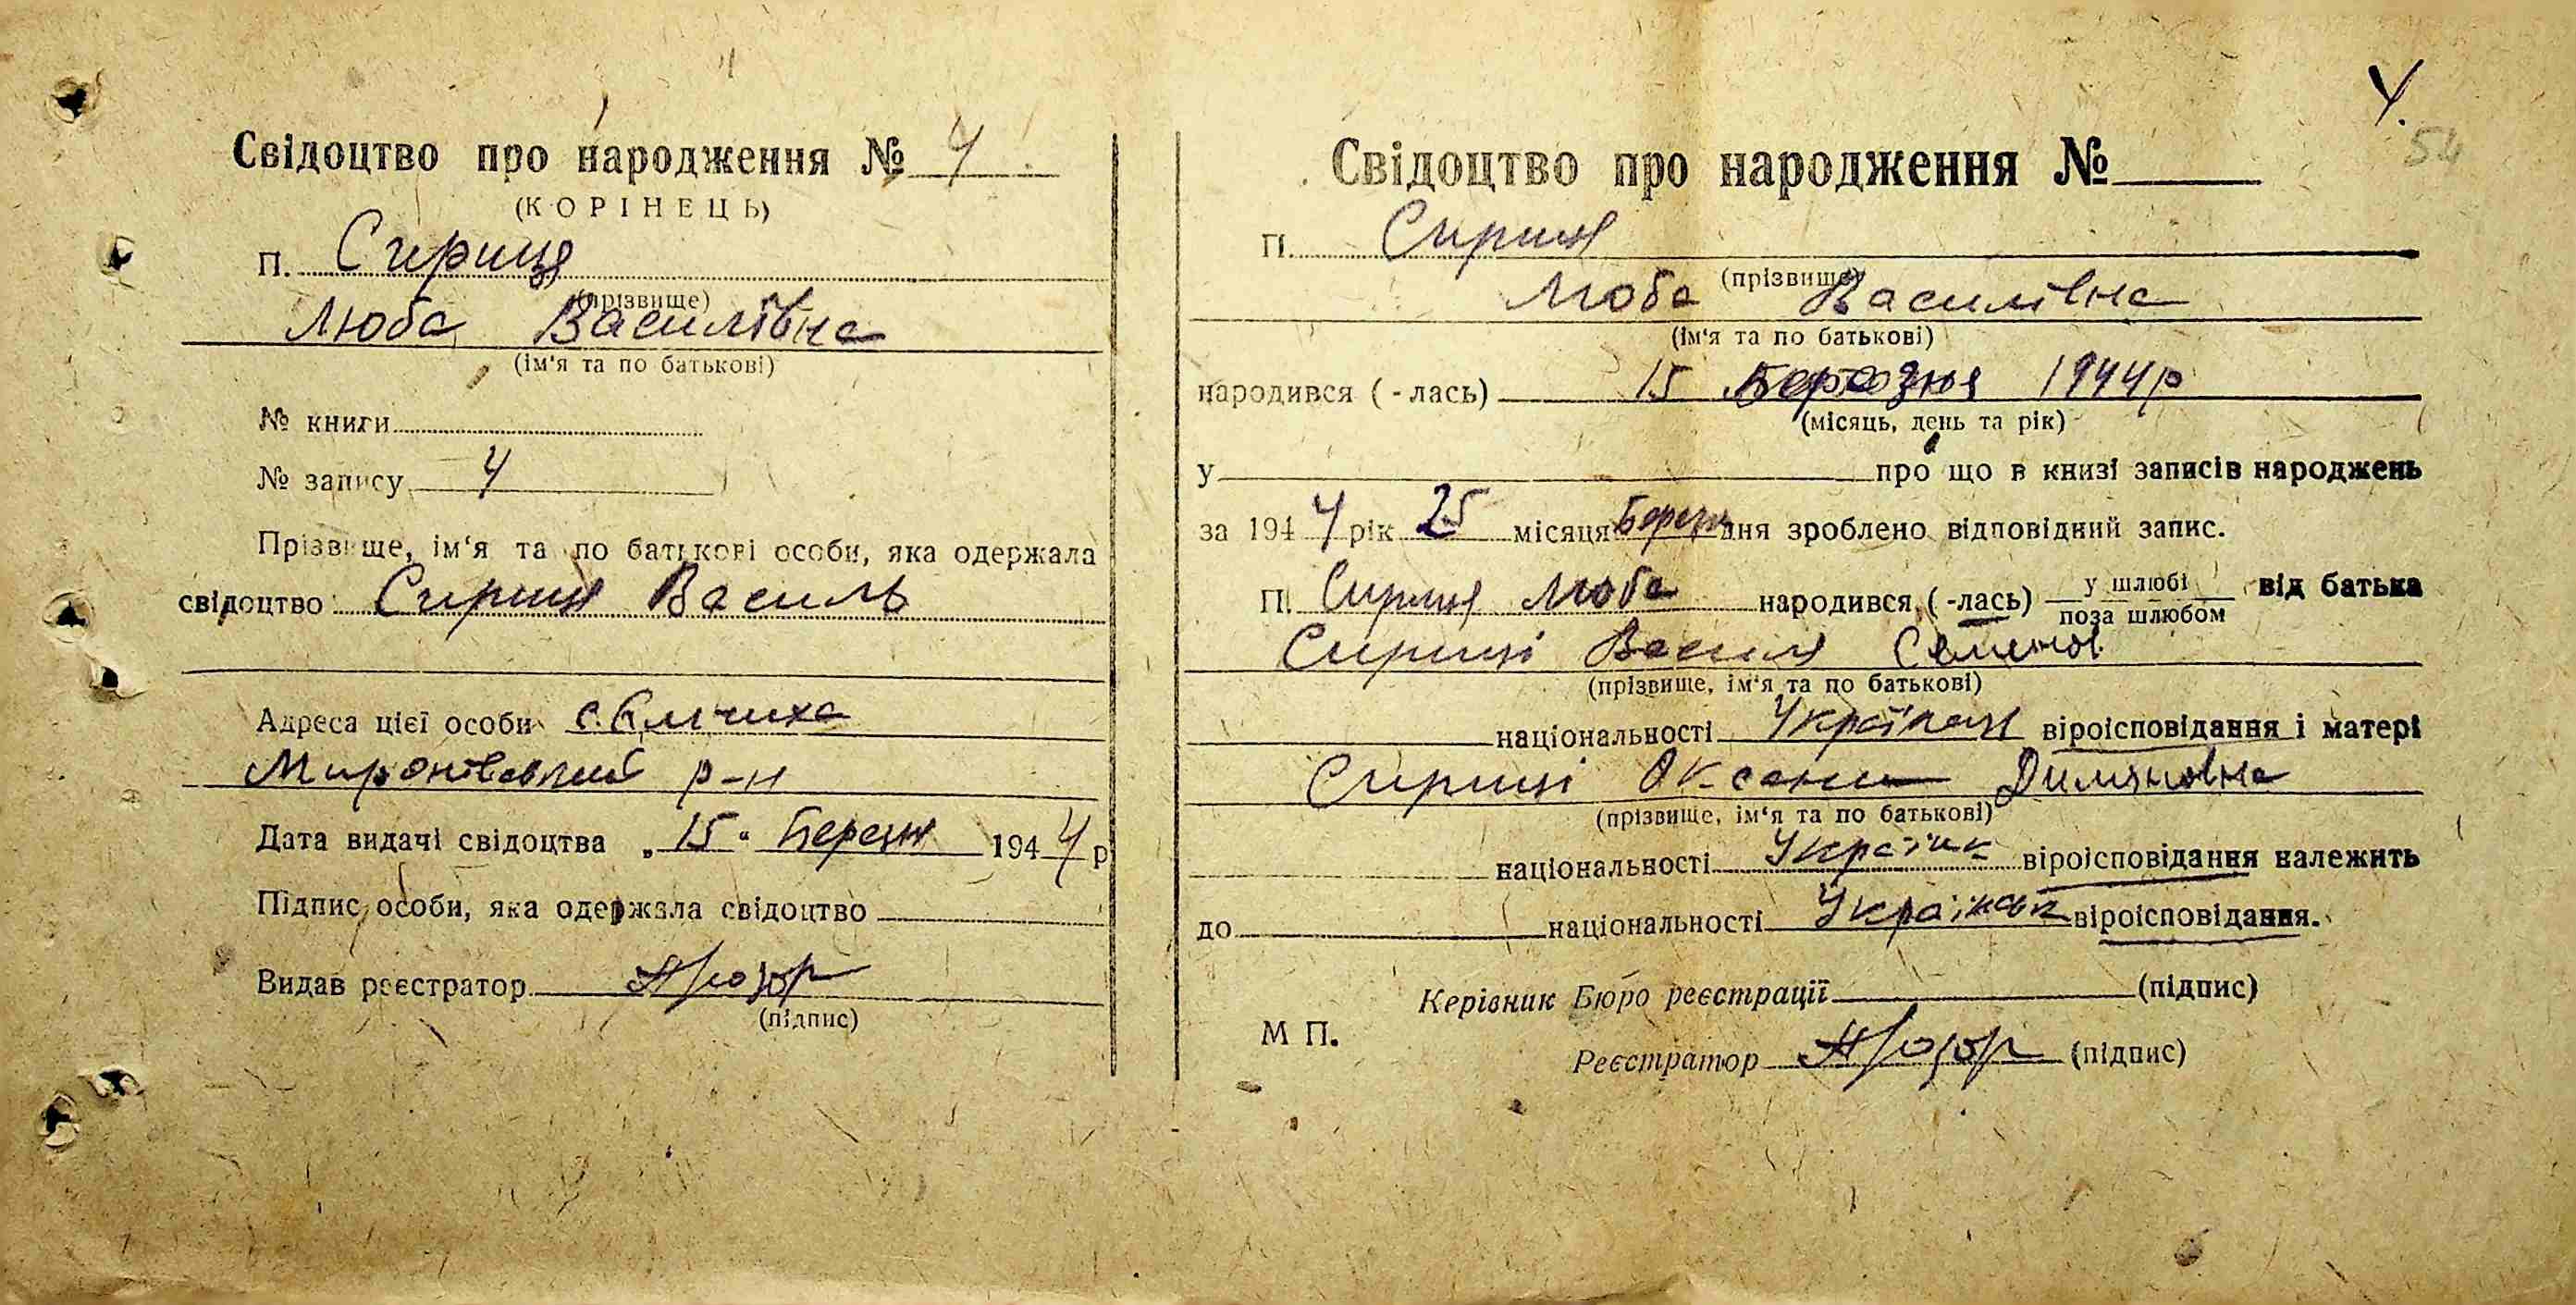 Свідоцтво про народження № 4
(КОРІНЕЦЬ)
П. Сириця
(прізвище)
Люба Василівна
(ім'я та по батькові)
№ книги
№ запису 4
Прізвище, ім'я та по батькові особи, яка одержала
свідоцтво Сириця Василь
Адреса цієї особи с.
Миронівський р-н
Дата видачі свідоцтва „15" Березня 1944 р
Підпис особи, яка одержала свідоцтво
Видав реєстратор
(підпис)
4.
54
Свідоцтво про народження №
П. Сириця
(прізвище)
Люба Василівна
(ім'я та по батькові)
народився (-лась) 15 Березня 1944р
(місяць, день та рік)
у про що в книзі записів народжень
за 1944 рік 25 місяця Березня дня зроблено відповідний запис.
П. Сириця Люба народився (-лась) у шлюбі поза шлюбом від батька
Сириці Василя Семенов
(прізвище, ім'я та по батькові)
національності віроісповідання і матері
Сириці Оксани
(прізвище, ім'я та по батькові)
національності віроісповідання належить
до національності віроісповідання.
Керівник Бюро реєстрації (підпис)
М П.
Реєстратор (підпис)